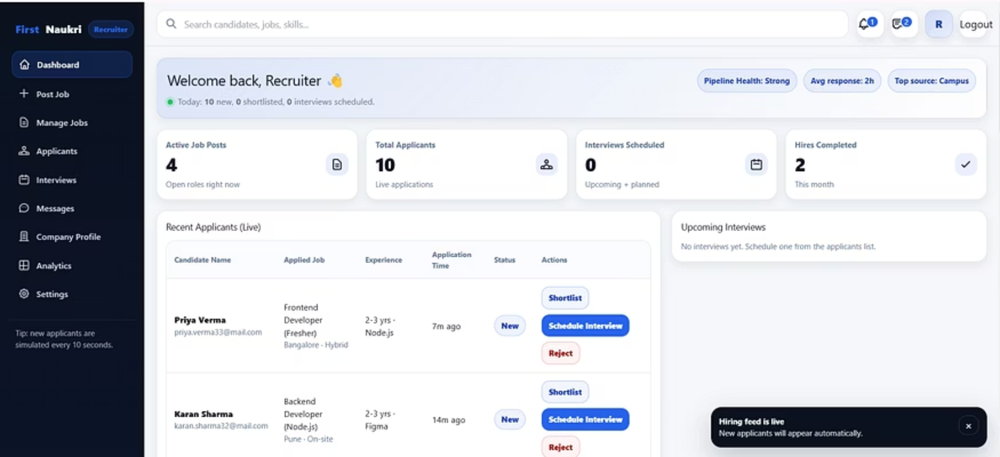 First Naukri Recruiter
Dashboard
Post Job
Manage Jobs
Applicants
Interviews
Messages
Company Profile
Analytics
Settings
Tip: new applicants are
simulated every 10 seconds.
Search candidates, jobs, skills...
1
2
R
Logout
Welcome back, Recruiter 👋
Today: 10 new, 0 shortlisted, 0 interviews scheduled.
Pipeline Health: Strong
Avg response: 2h
Top source: Campus
Active Job Posts
4
Open roles right now
Total Applicants
10
Live applications
Interviews Scheduled
0
Upcoming + planned
Hires Completed
2
This month
Recent Applicants (Live)
Candidate Name
Applied Job
Experience
Application
Time
Status
Actions
Priya Verma
priya.verma33@mail.com
Frontend
Developer
(Fresher)
Bangalore · Hybrid
2-3 yrs ·
Node.js
7m ago
New
Shortlist
Schedule Interview
Reject
Karan Sharma
karan.sharma32@mail.com
Backend
Developer
(Node.js)
Pune · On-site
2-3 yrs ·
Figma
14m ago
New
Shortlist
Schedule Interview
Reject
Upcoming Interviews
No interviews yet. Schedule one from the applicants list.
Hiring feed is live
New applicants will appear automatically.